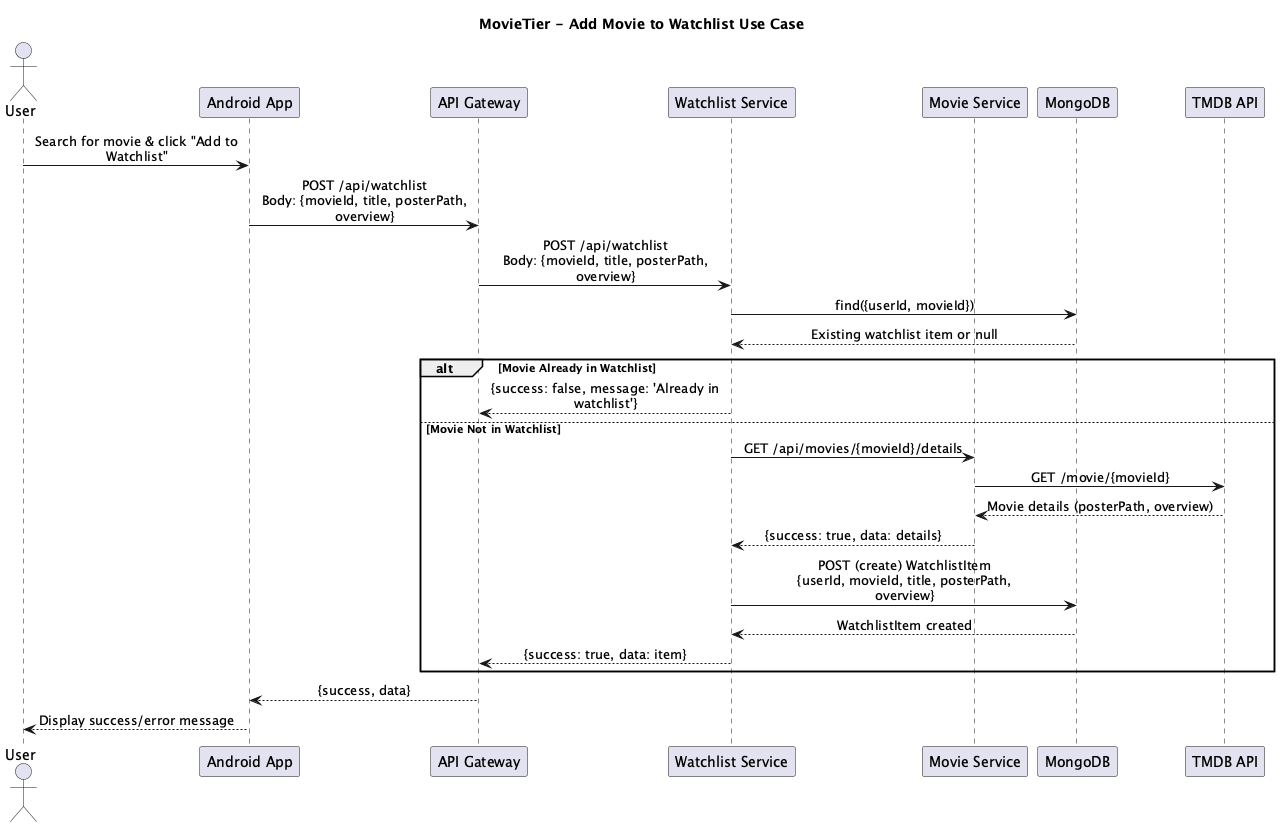 MovieTier – Add Movie to Watchlist Use Case
User
Android App
API Gateway
Watchlist Service
Movie Service
MongoDB
TMDB API
Search for movie & click "Add to
Watchlist"
POST /api/watchlist
Body: {movieId, title, posterPath,
overview}
POST /api/watchlist
Body: {movieId, title, posterPath,
overview}
find({userId, movieId})
Existing watchlist item or null
alt
[Movie Already in Watchlist]
{success: false, message: 'Already in
watchlist'}
[Movie Not in Watchlist]
GET /api/movies/{movieId}/details
GET /movie/{movieId}
Movie details (posterPath, overview)
{success: true, data: details}
POST (create) WatchlistItem
{userId, movieId, title, posterPath,
overview}
WatchlistItem created
{success: true, data: item}
{success, data}
Display success/error message
User
Android App
API Gateway
Watchlist Service
Movie Service
MongoDB
TMDB API